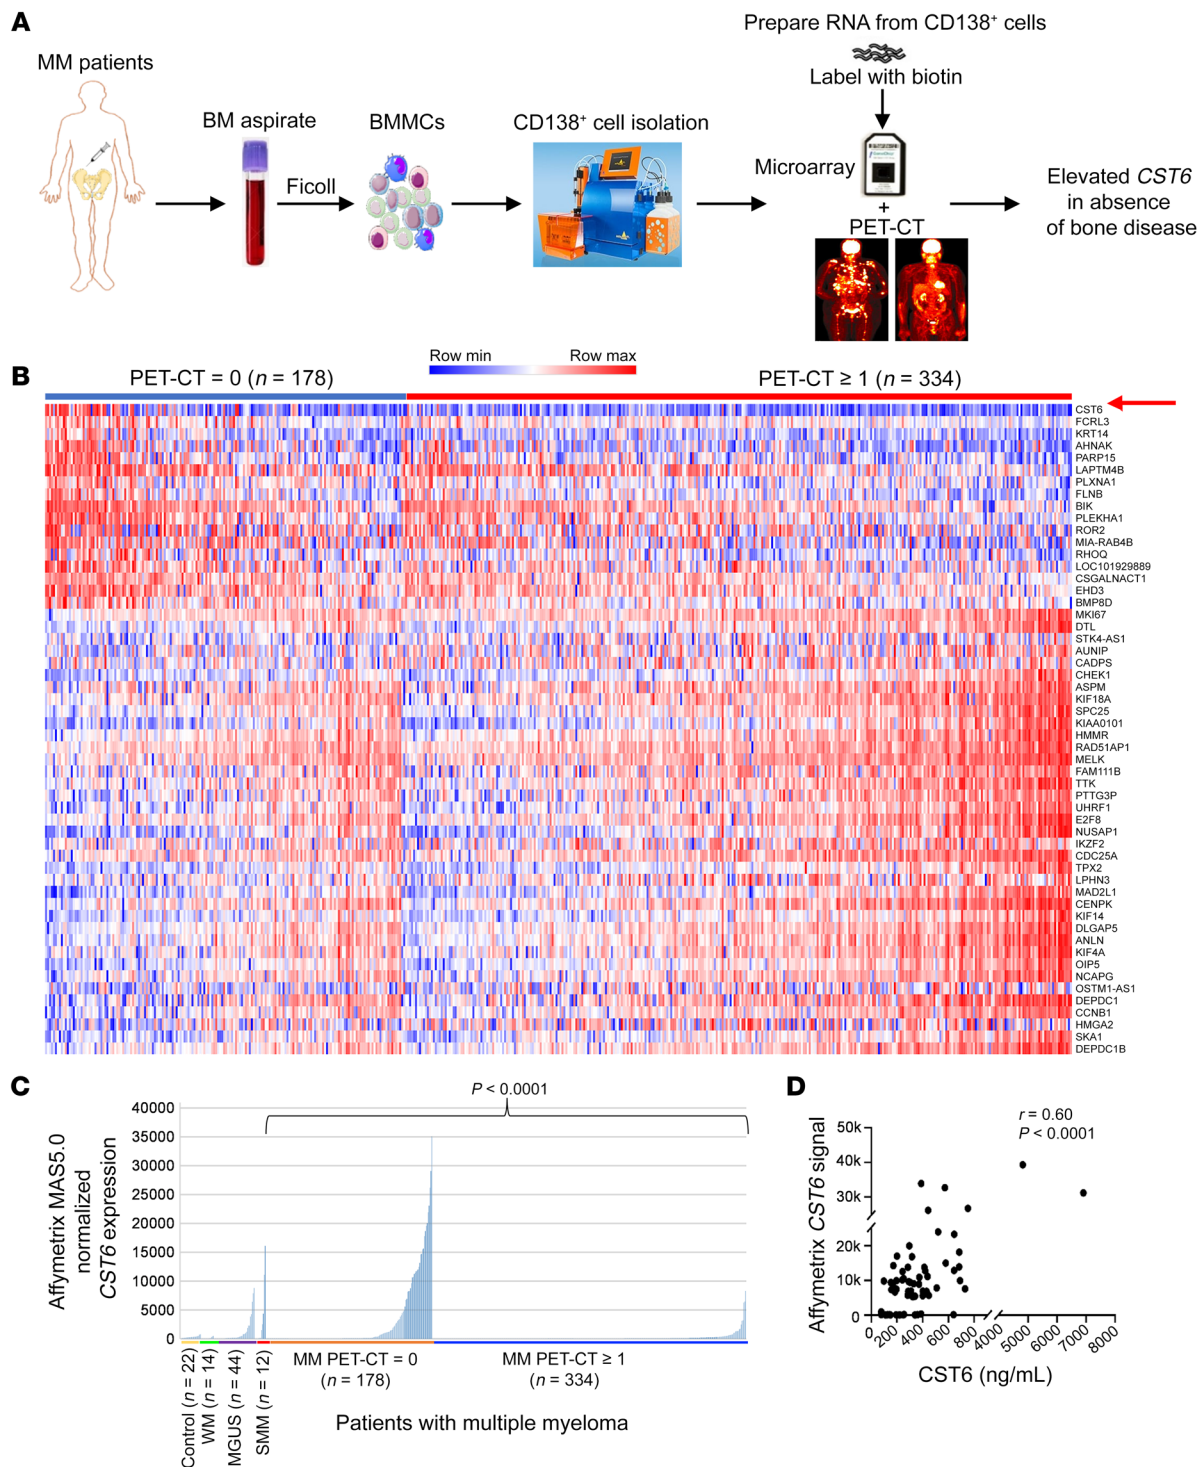 A
MM patients
BM aspirate
Ficoll
BMMCs
CD138+ cell isolation
Prepare RNA from CD138+ cells
Label with biotin
Microarray
+
PET-CT
Elevated CST6
in absence
of bone disease
B
Row min
Row max
PET-CT = 0 (n = 178)
PET-CT ≥ 1 (n = 334)
CST6
FCRL3
KRT14
AHNAK
PARP15
LAPTM4B
PLXNA1
FLNB
BIK
PLEKHA1
ROR2
MIA-RAB4B
RHOQ
LOC101929889
CSGALNACT1
EHD3
BMP8D
MKI67
DTL
STK4-AS1
AUNIP
CADPS
CHEK1
ASPM
KIF18A
SPC25
KIAA0101
HMMR
RAD51AP1
MELK
FAM111B
TTK
PTTG3P
UHRF1
E2F8
NUSAP1
IKZF2
CDC25A
TPX2
LPHN3
MAD2L1
CENPK
KIF14
DLGAP5
ANLN
KIF4A
OIP5
NCAPG
OSTM1-AS1
DEPDC1
CCNB1
HMGA2
SKA1
DEPDC1B
C
P < 0.0001
Affymetrix MAS5.0
normalized
CST6 expression
40000
35000
30000
25000
20000
15000
10000
5000
0
Control (n = 22)
WM (n = 14)
MGUS (n = 44)
SMM (n = 12)
MM PET-CT = 0
(n = 178)
MM PET-CT ≥ 1
(n = 334)
Patients with multiple myeloma
D
r = 0.60
P < 0.0001
Affymetrix CST6 signal
50k
40k
30k
20k
10k
0
0
200
400
600
800
4000
5000
6000
7000
8000
CST6 (ng/mL)